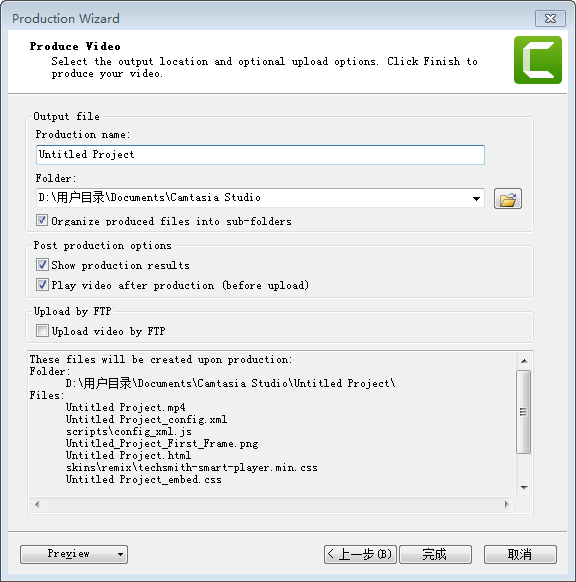 Production Wizard
Produce Video
Select the output location and optional upload options. Click Finish to
produce your video.
Output file
Production name:
Untitled Project
Folder:
D:\用户目录\Documents\Camtasia Studio
Organize produced files into sub-folders
Post production options
Show production results
Play video after production (before upload)
Upload by FTP
Upload video by FTP
These files will be created upon production:
Folder:
D:\用户目录\Documents\Camtasia Studio\Untitled Project\
Files:
Untitled Project.mp4
Untitled Project_config.xml
scripts\config_xml.js
Untitled_Project_First_Frame.png
Untitled Project.html
skins\remix\techsmith-smart-player.min.css
Untitled Project_embed.css
Preview
< 上一步(B)
完成
取消